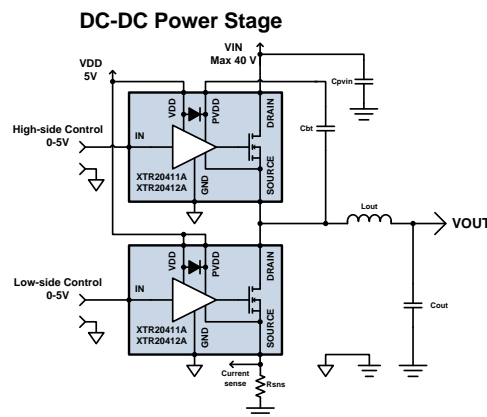 DC-DC Power Stage
VIN
Max 40 V
VDD
5V
Cpvin
VDD
PVDD
DRAIN
Cbt
High-side Control
0-5V
IN
XTR20411A
XTR20412A
GND
SOURCE
Lout
VOUT
VDD
PVDD
DRAIN
Low-side Control
0-5V
IN
Cout
XTR20411A
XTR20412A
GND
SOURCE
Current
sense
Rsns